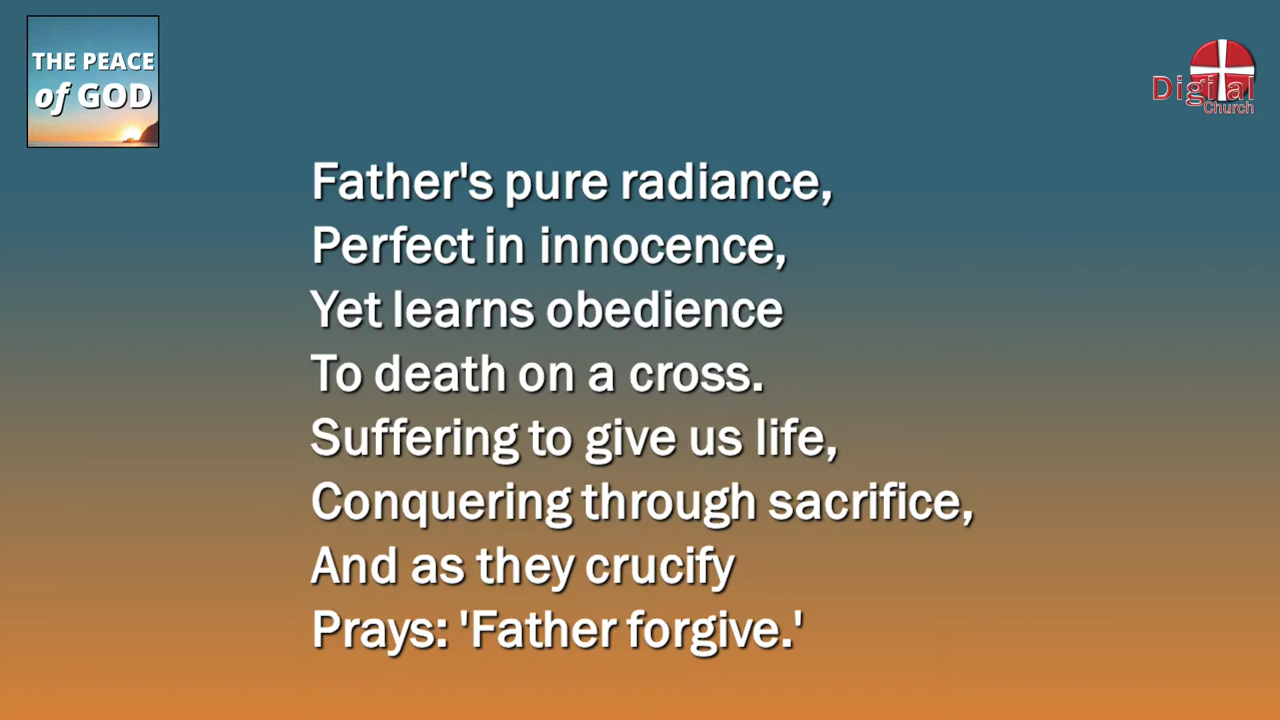 THE PEACE
of GOD
Digital
Church
Father's pure radiance,
Perfect in innocence,
Yet learns obedience
To death on a cross.
Suffering to give us life,
Conquering through sacrifice,
And as they crucify
Prays: 'Father forgive.'